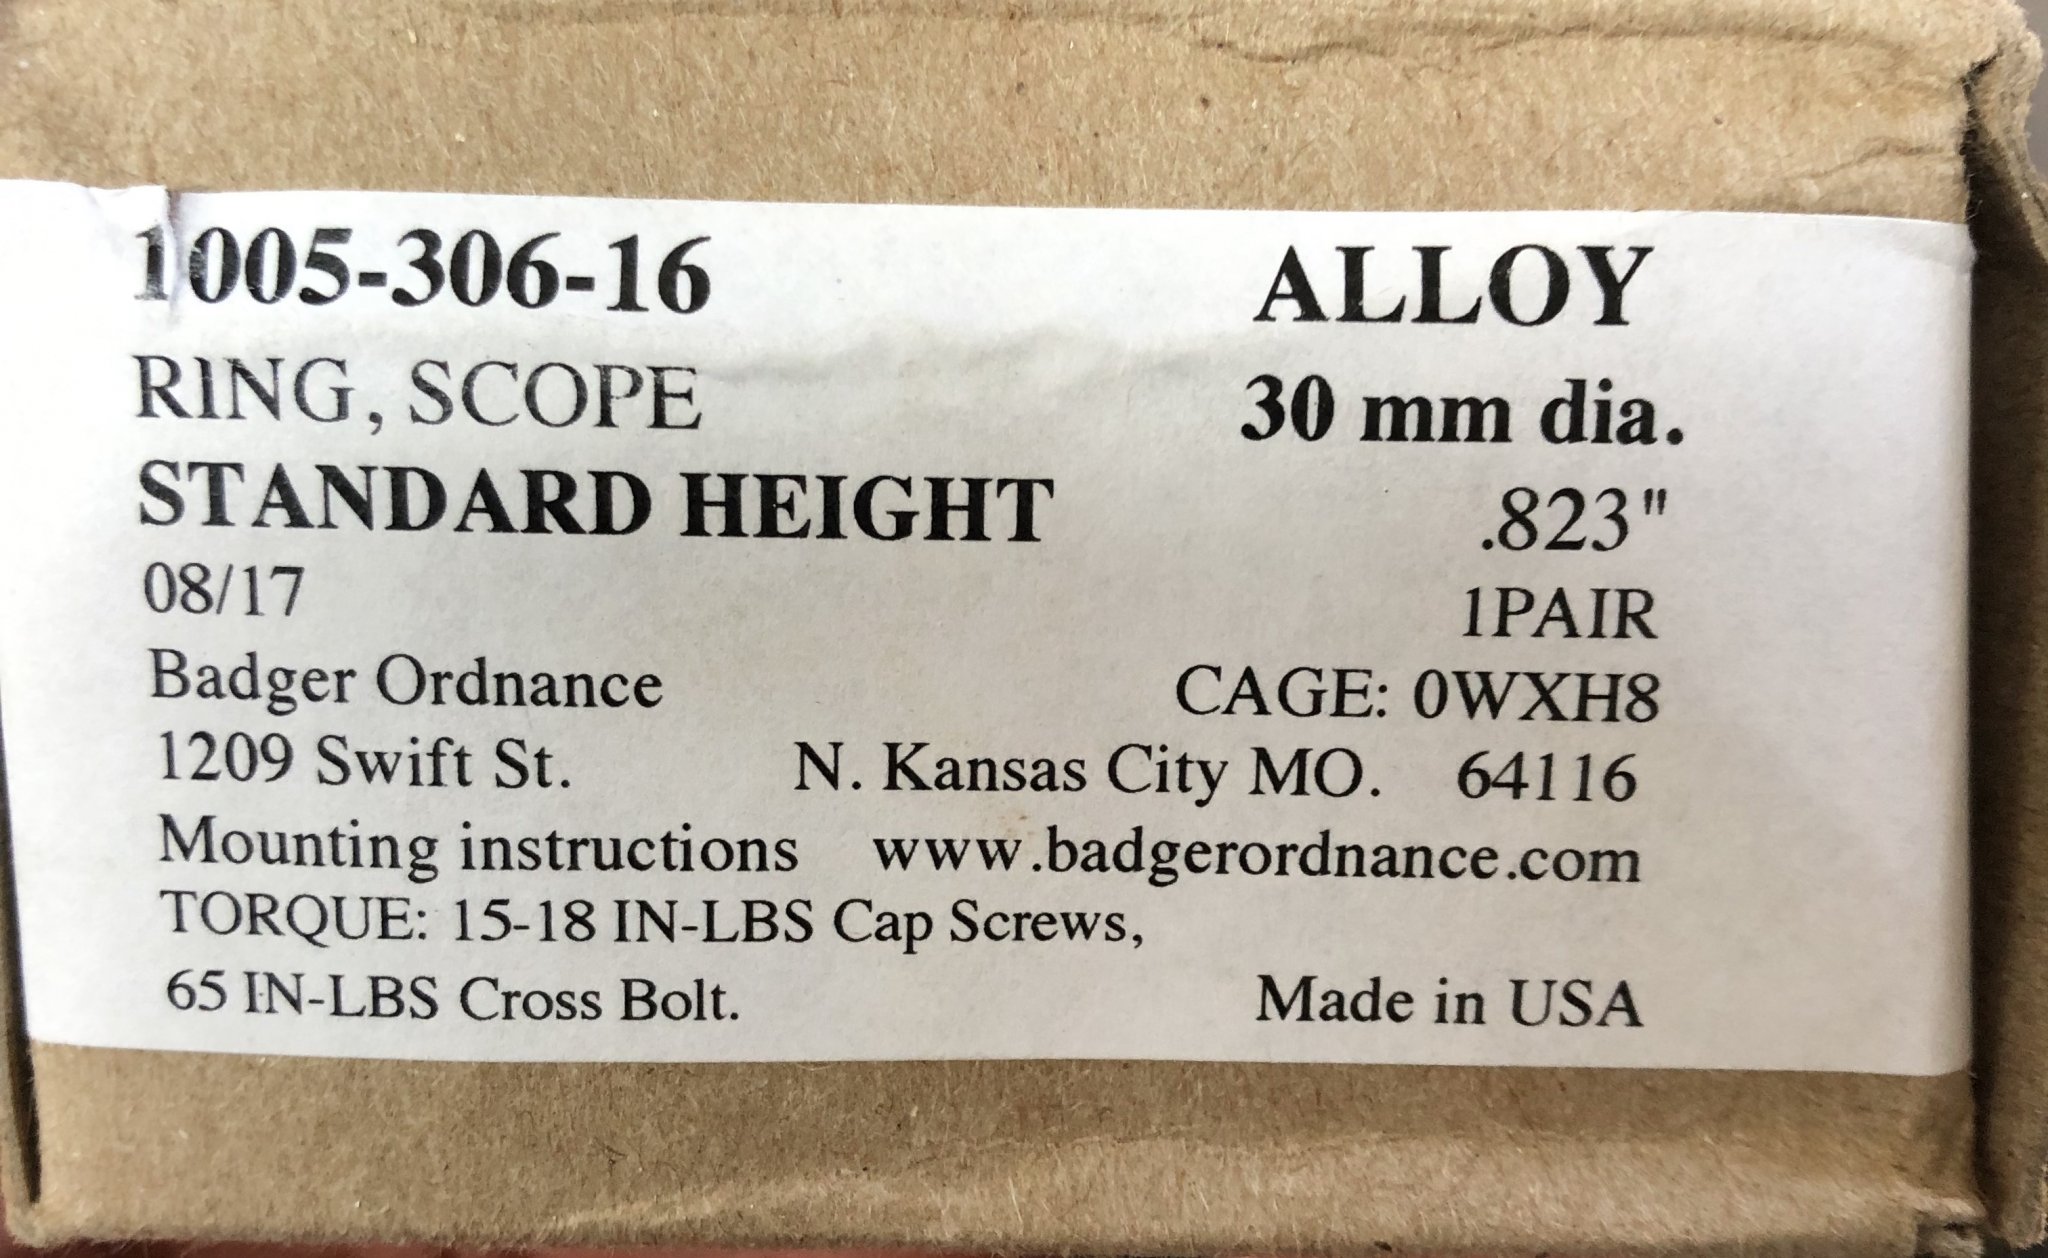 1005-306-16 ALLOY
RING, SCOPE 30 mm dia.
STANDARD HEIGHT .823"
08/17 1PAIR
Badger Ordnance CAGE: 0WXH8
1209 Swift St. N. Kansas City MO. 64116
Mounting instructions www.badgerordnance.com
TORQUE: 15-18 IN-LBS Cap Screws,
65 IN-LBS Cross Bolt. Made in USA